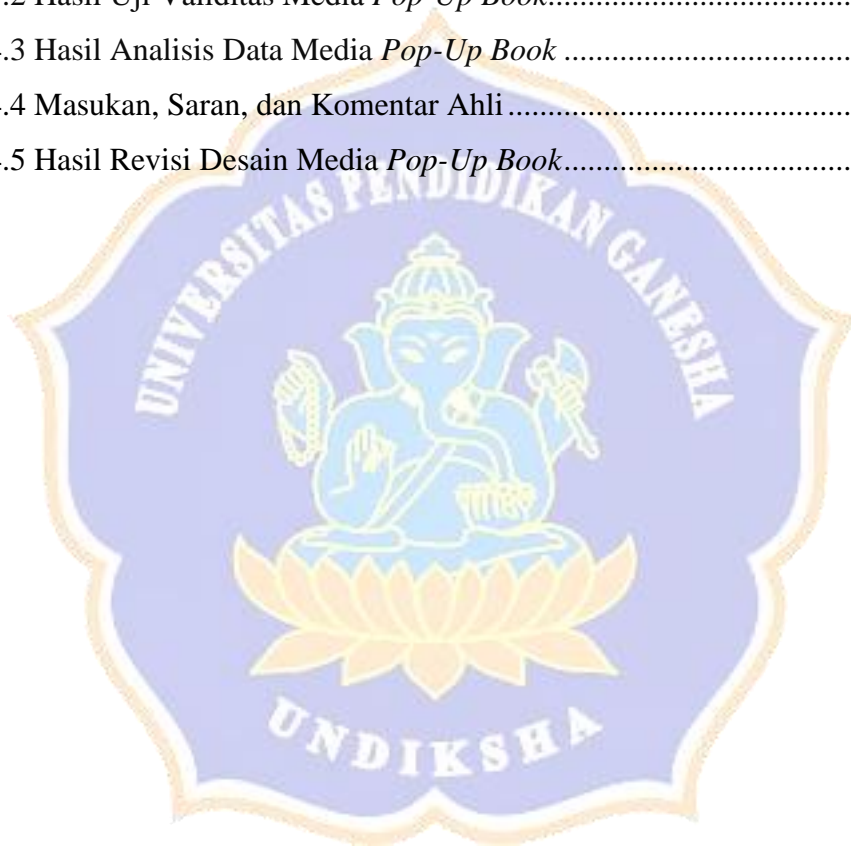 .2 Hasil Uji Validitas Media Pop-Up Book....................................
.3 Hasil Analisis Data Media Pop-Up Book ...................................
.4 Masukan, Saran, dan Komentar Ahli ..........................................
.5 Hasil Revisi Desain Media Pop-Up Book....................................
UNIVERSITAS PENDIDIKAN GANESHA
UNDIKSHA